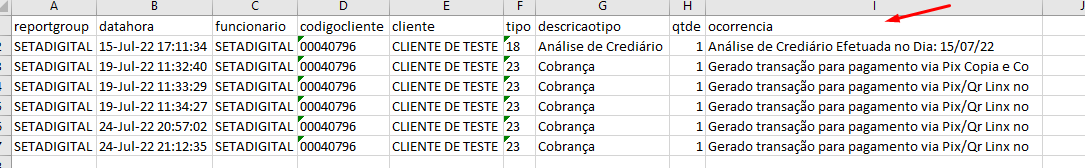 A B C D E F G H I J
reportgroup datahora funcionario codigocliente cliente tipo descricaotipo qtde ocorrencia
2 SETADIGITAL 15-Jul-22 17:11:34 SETADIGITAL 00040796 CLIENTE DE TESTE 18 Análise de Crediário 1 Análise de Crediário Efetuada no Dia: 15/07/22
3 SETADIGITAL 19-Jul-22 11:32:40 SETADIGITAL 00040796 CLIENTE DE TESTE 23 Cobrança 1 Gerado transação para pagamento via Pix Copia e Co
4 SETADIGITAL 19-Jul-22 11:33:29 SETADIGITAL 00040796 CLIENTE DE TESTE 23 Cobrança 1 Gerado transação para pagamento via Pix/Qr Linx no
5 SETADIGITAL 19-Jul-22 11:34:27 SETADIGITAL 00040796 CLIENTE DE TESTE 23 Cobrança 1 Gerado transação para pagamento via Pix/Qr Linx no
6 SETADIGITAL 24-Jul-22 20:57:02 SETADIGITAL 00040796 CLIENTE DE TESTE 23 Cobrança 1 Gerado transação para pagamento via Pix/Qr Linx no
7 SETADIGITAL 24-Jul-22 21:12:35 SETADIGITAL 00040796 CLIENTE DE TESTE 23 Cobrança 1 Gerado transação para pagamento via Pix/Qr Linx no